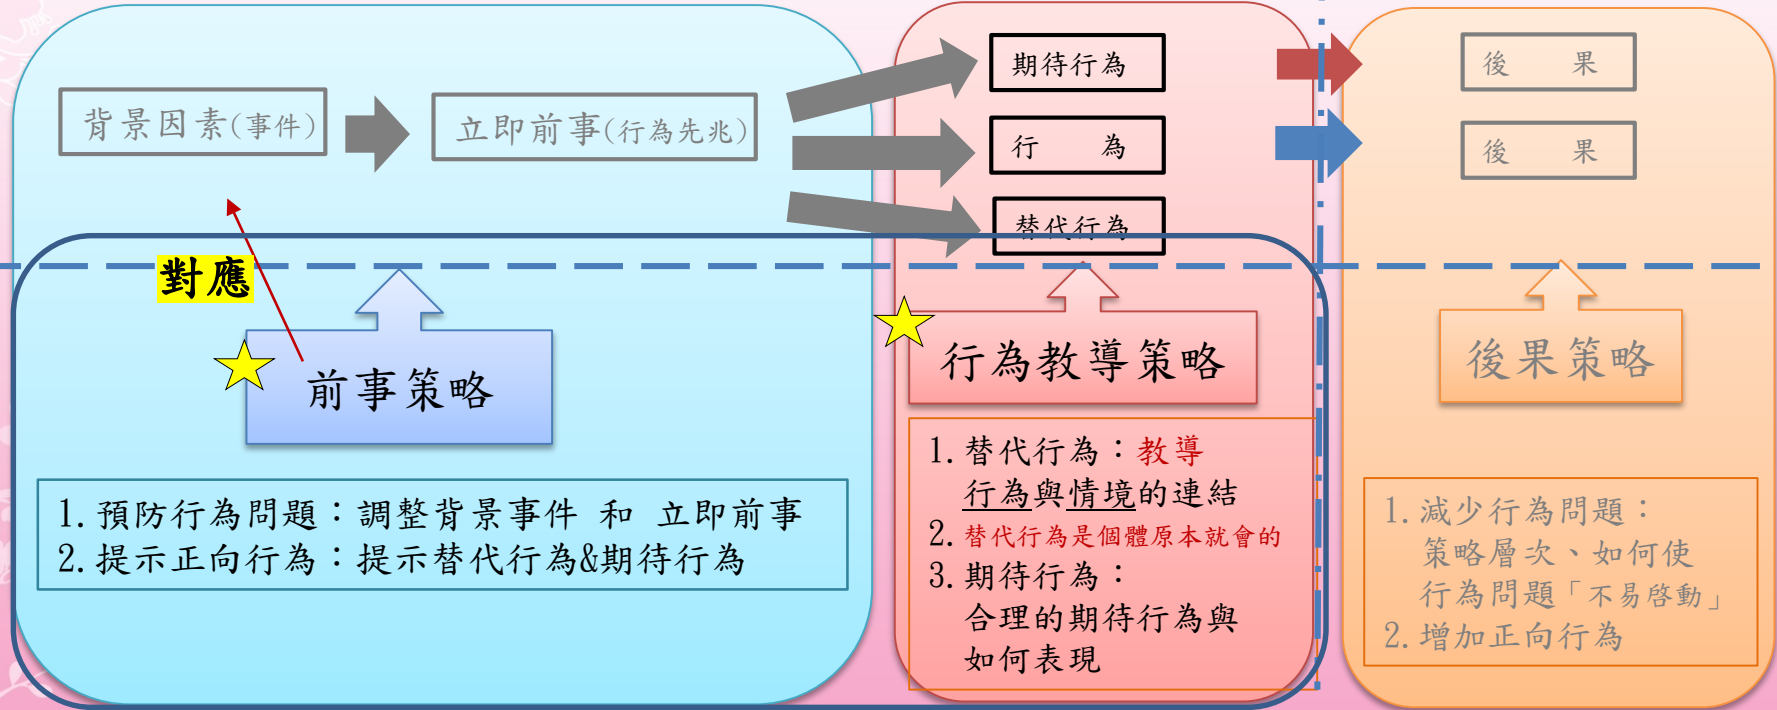 背景因素(事件)
立即前事(行為先兆)
期待行為
行 為
替代行為
後 果
後 果
對應
前事策略
1.預防行為問題：調整背景事件 和 立即前事
2.提示正向行為：提示替代行為&期待行為
行為教導策略
1.替代行為：教導
行為與情境的連結
2.替代行為是個體原本就會的
3.期待行為：
合理的期待行為與
如何表現
後果策略
1.減少行為問題：
策略層次、如何使
行為問題「不易啓動」
2.增加正向行為